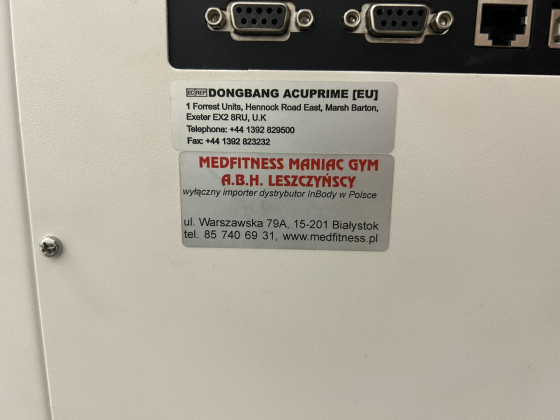 EC REP DONGBANG ACUPRIME [EU]
1 Forrest Units, Hennock Road East, Marsh Barton,
Exeter EX2 8RU, U.K
Telephone: +44 1392 829500
Fax: +44 1392 823232
MEDFITNESS MANIAC GYM
A.B.H. LESZCZYŃSCY
wyłączny importer dystrybutor InBody w Polsce
ul. Warszawska 79A, 15-201 Białystok
tel. 85 740 69 31, www.medfitness.pl